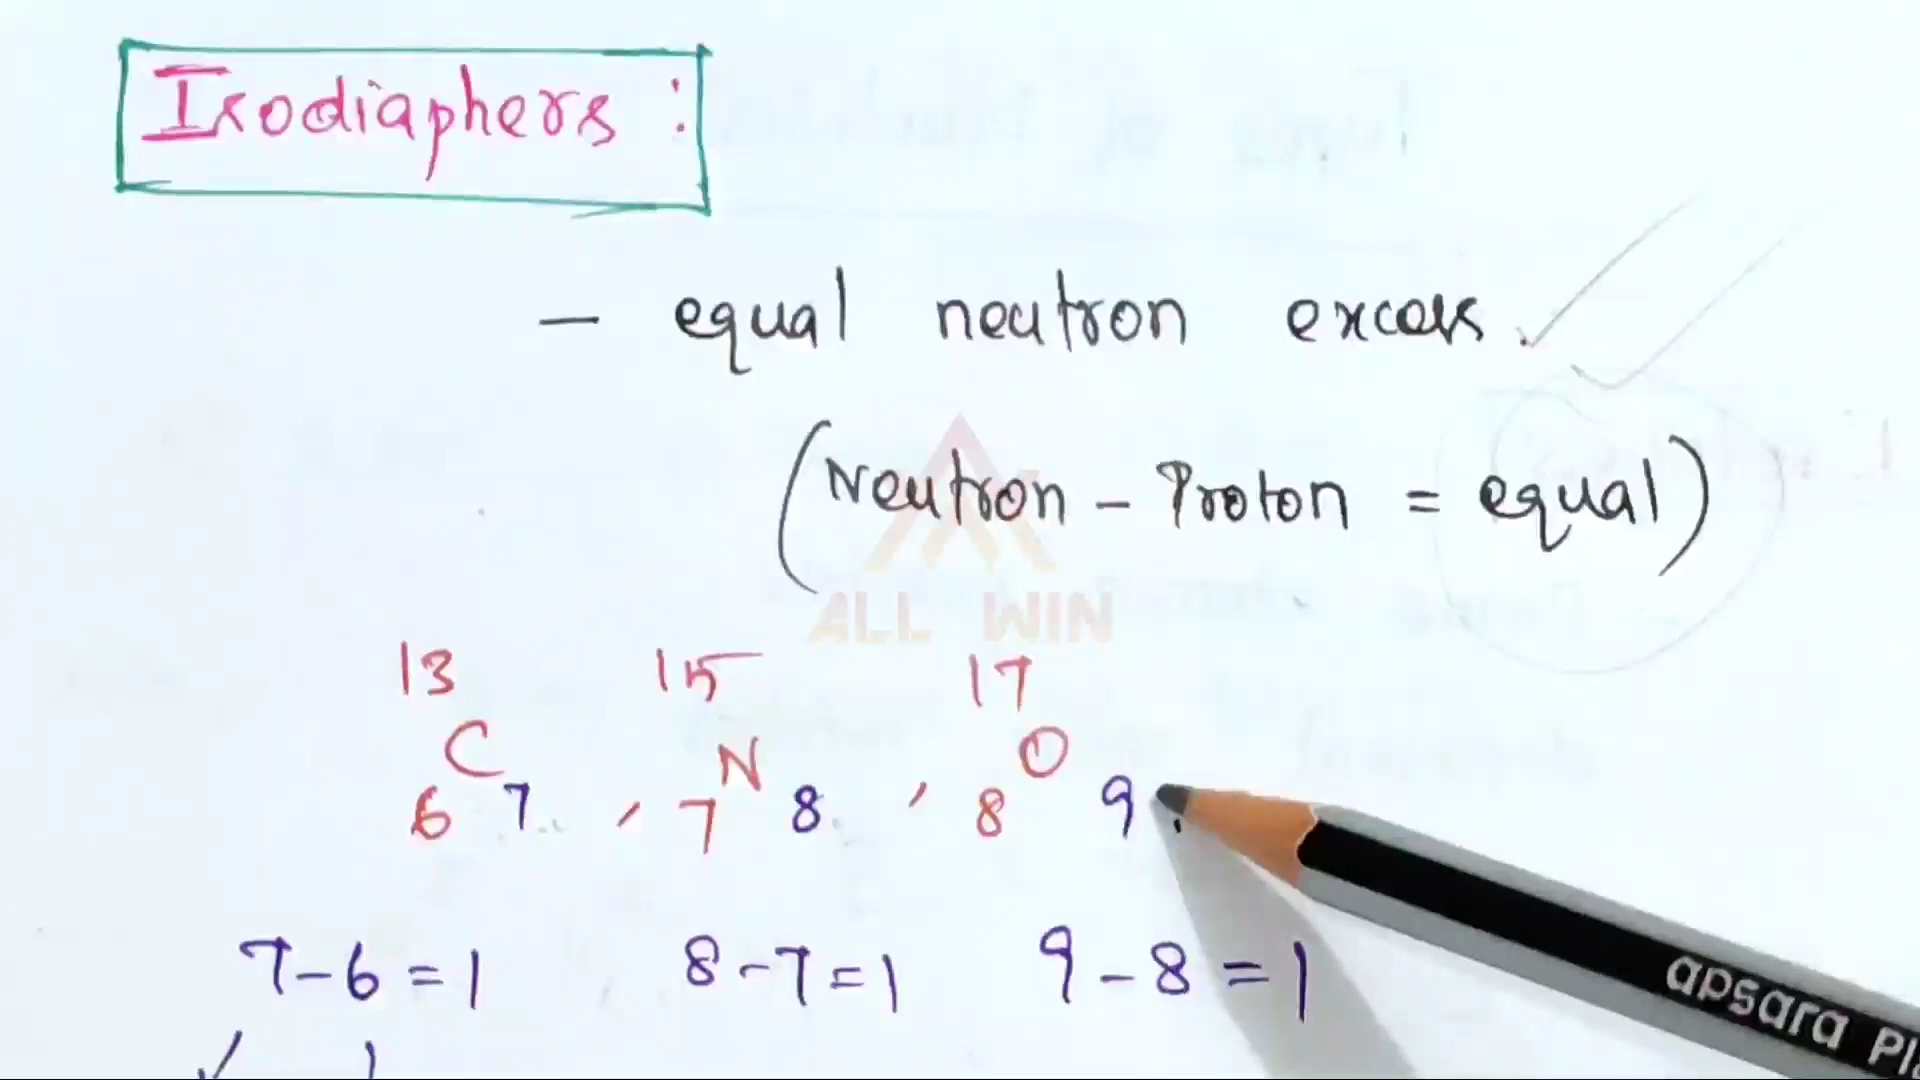 Isodiaphers :
– equal neutron excess.
(Neutron – Proton = equal)
ALL WIN
13 15 17
C N O
6 7 , 7 8 , 8 9
7 – 6 = 1 8 – 7 = 1 9 – 8 = 1
apsara Pla